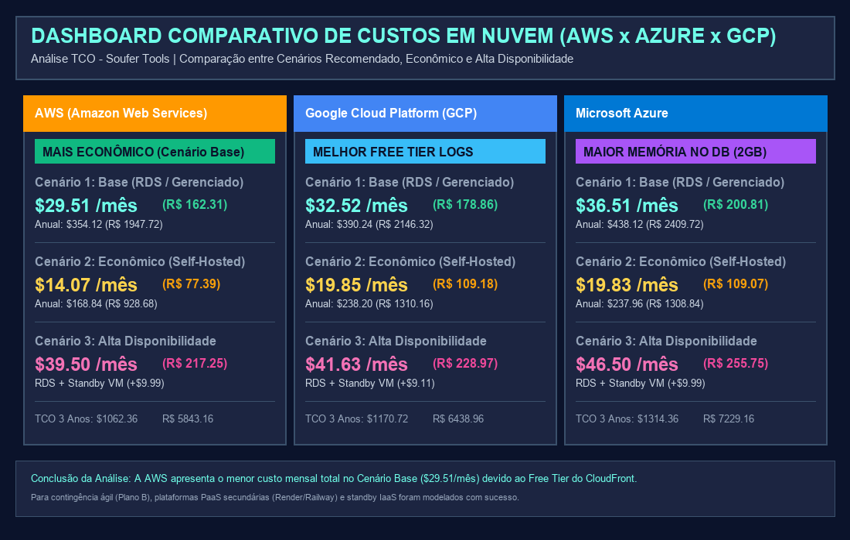 DASHBOARD COMPARATIVO DE CUSTOS EM NUVEM (AWS x AZURE x GCP)
Análise TCO - Soufer Tools | Comparação entre Cenários Recomendado, Econômico e Alta Disponibilidade
AWS (Amazon Web Services)
MAIS ECONÔMICO (Cenário Base)
Cenário 1: Base (RDS / Gerenciado)
$29.51 /mês (R$ 162.31)
Anual: $354.12 (R$ 1947.72)
Cenário 2: Econômico (Self-Hosted)
$14.07 /mês (R$ 77.39)
Anual: $168.84 (R$ 928.68)
Cenário 3: Alta Disponibilidade
$39.50 /mês (R$ 217.25)
RDS + Standby VM (+$9.99)
TCO 3 Anos: $1062.36 R$ 5843.16
Google Cloud Platform (GCP)
MELHOR FREE TIER LOGS
Cenário 1: Base (RDS / Gerenciado)
$32.52 /mês (R$ 178.86)
Anual: $390.24 (R$ 2146.32)
Cenário 2: Econômico (Self-Hosted)
$19.85 /mês (R$ 109.18)
Anual: $238.20 (R$ 1310.16)
Cenário 3: Alta Disponibilidade
$41.63 /mês (R$ 228.97)
RDS + Standby VM (+$9.11)
TCO 3 Anos: $1170.72 R$ 6438.96
Microsoft Azure
MAIOR MEMÓRIA NO DB (2GB)
Cenário 1: Base (RDS / Gerenciado)
$36.51 /mês (R$ 200.81)
Anual: $438.12 (R$ 2409.72)
Cenário 2: Econômico (Self-Hosted)
$19.83 /mês (R$ 109.07)
Anual: $237.96 (R$ 1308.84)
Cenário 3: Alta Disponibilidade
$46.50 /mês (R$ 255.75)
RDS + Standby VM (+$9.99)
TCO 3 Anos: $1314.36 R$ 7229.16
Conclusão da Análise: A AWS apresenta o menor custo mensal total no Cenário Base ($29.51/mês) devido ao Free Tier do CloudFront.
Para contingência ágil (Plano B), plataformas PaaS secundárias (Render/Railway) e standby IaaS foram modelados com sucesso.